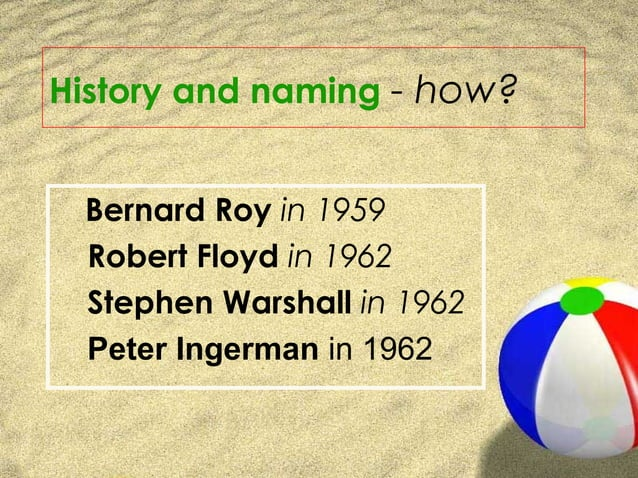 History and naming - how?
Bernard Roy in 1959
Robert Floyd in 1962
Stephen Warshall in 1962
Peter Ingerman in 1962